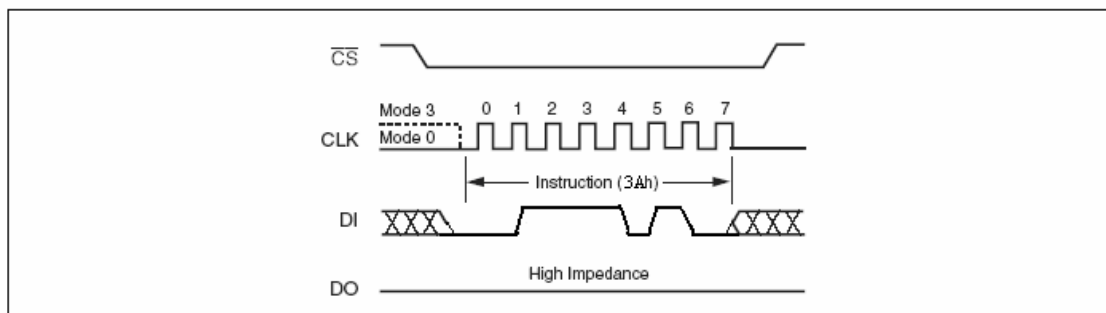 CS
Mode 3
0 1 2 3 4 5 6 7
CLK
Mode 0
Instruction (3Ah)
DI
High Impedance
DO